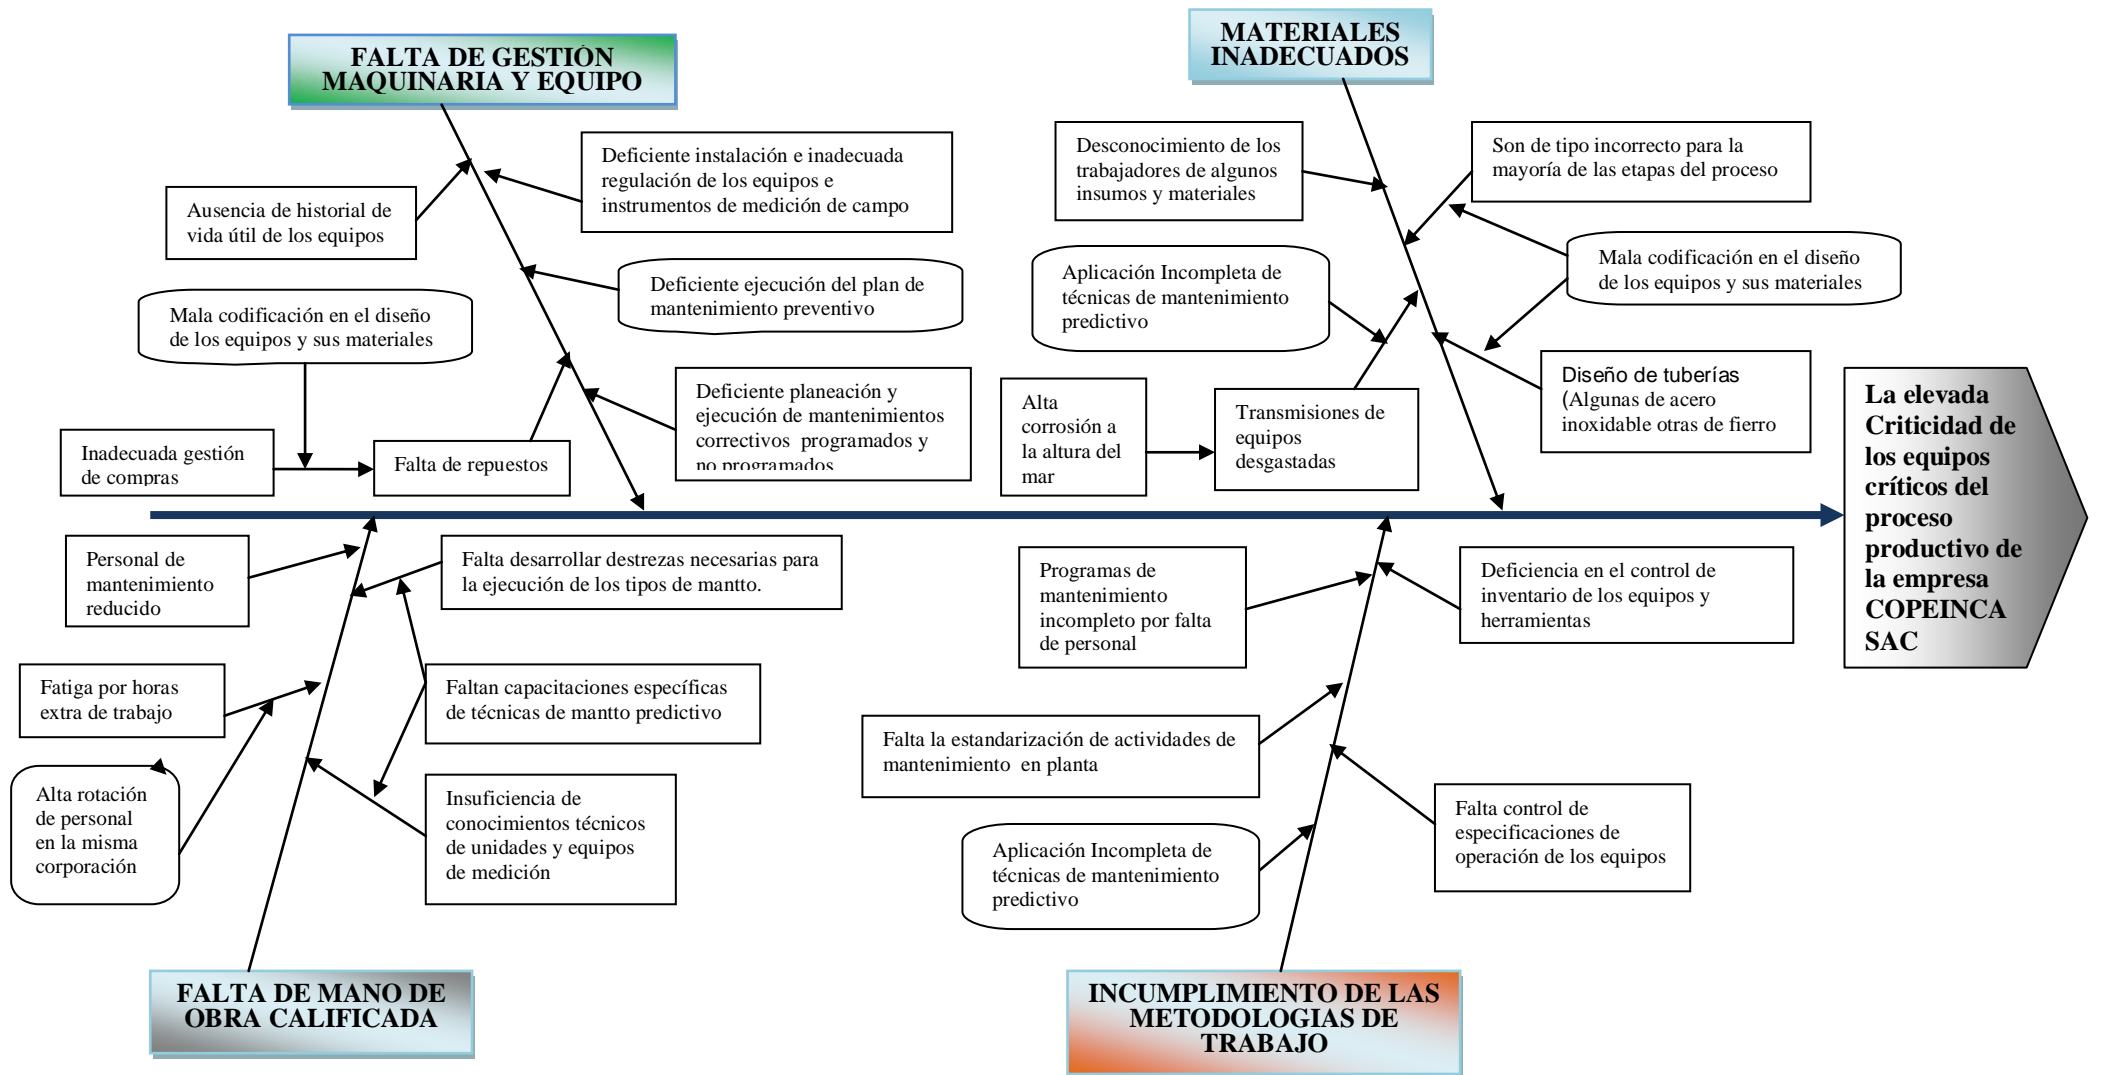 FALTA DE GESTIÓN
MAQUINARIA Y EQUIPO
MATERIALES
INADECUADOS
Deficiente instalación e inadecuada
regulación de los equipos e
instrumentos de medición de campo
Ausencia de historial de
vida útil de los equipos
Deficiente ejecución del plan de
mantenimiento preventivo
Mala codificación en el diseño
de los equipos y sus materiales
Deficiente planeación y
ejecución de mantenimientos
correctivos programados y
no programados
Inadecuada gestión
de compras
Falta de repuestos
Desconocimiento de los
trabajadores de algunos
insumos y materiales
Son de tipo incorrecto para la
mayoría de las etapas del proceso
Aplicación Incompleta de
técnicas de mantenimiento
predictivo
Mala codificación en el diseño
de los equipos y sus materiales
Alta
corrosión a
la altura del
mar
Transmisiones de
equipos
desgastadas
Diseño de tuberías
(Algunas de acero
inoxidable otras de fierro
La elevada
Criticidad de
los equipos
críticos del
proceso
productivo de
la empresa
COPEINCA
SAC
Personal de
mantenimiento
reducido
Falta desarrollar destrezas necesarias para
la ejecución de los tipos de mantto.
Fatiga por horas
extra de trabajo
Faltan capacitaciones específicas
de técnicas de mantto predictivo
Alta rotación
de personal
en la misma
corporación
Insuficiencia de
conocimientos técnicos
de unidades y equipos
de medición
Programas de
mantenimiento
incompleto por falta
de personal
Deficiencia en el control de
inventario de los equipos y
herramientas
Falta la estandarización de actividades de
mantenimiento en planta
Falta control de
especificaciones de
operación de los equipos
Aplicación Incompleta de
técnicas de mantenimiento
predictivo
FALTA DE MANO DE
OBRA CALIFICADA
INCUMPLIMIENTO DE LAS
METODOLOGIAS DE
TRABAJO